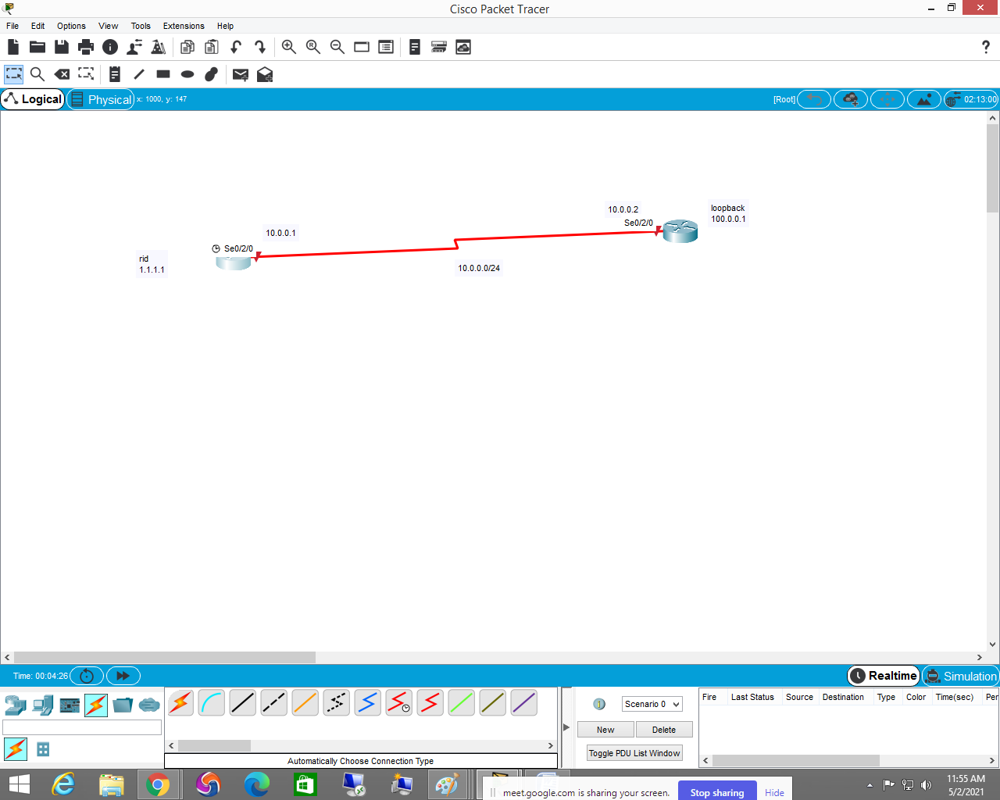 Cisco Packet Tracer
File Edit Options View Tools Extensions Help
?
R
Logical Physical x: 1000, y: 147 [Root] 02:13:00
loopback
100.0.0.1
10.0.0.2
Se0/2/0
10.0.0.1
Se0/2/0
rid
1.1.1.1
10.0.0.0/24
Time: 00:04:26 Realtime Simulation
Fire Last Status Source Destination Type Color Time(sec) Per
Scenario 0
New Delete
Toggle PDU List Window
Automatically Choose Connection Type
meet.google.com is sharing your screen. Stop sharing Hide
11:55 AM
5/2/2021